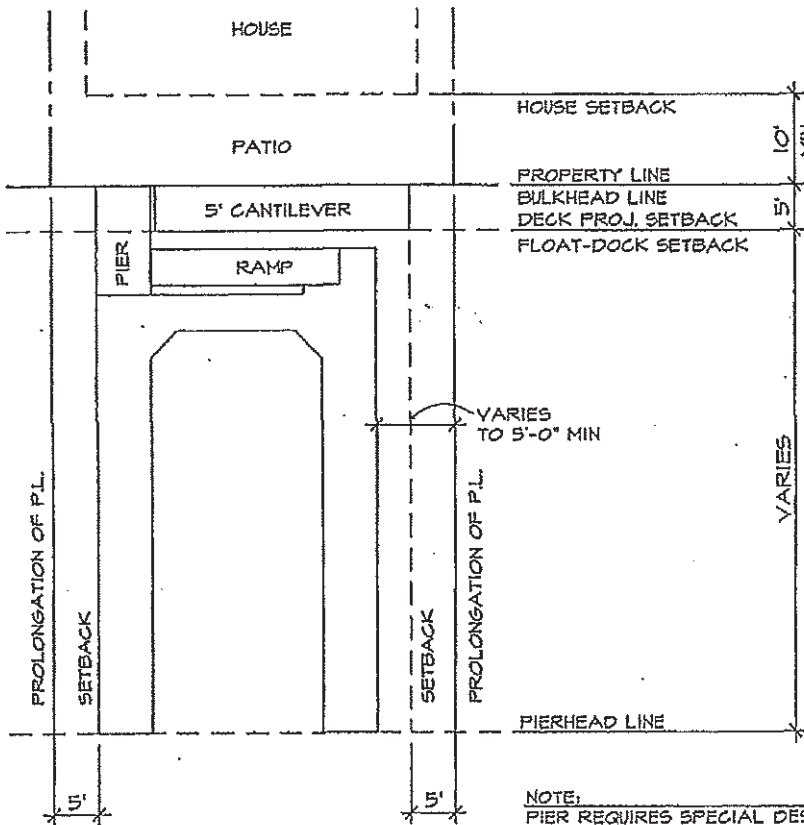 HOUSE
HOUSE SETBACK
PATIO
10'
PROPERTY LINE
5' CANTILEVER
BULKHEAD LINE
5'
DECK PROJ. SETBACK
FLOAT-DOCK SETBACK
PIER
RAMP
VARIES
TO 5'-0" MIN
VARIES
PROLONGATION OF P.L.
SETBACK
SETBACK
PROLONGATION OF P.L.
PIERHEAD LINE
5'
5'
NOTE:
PIER REQUIRES SPECIAL DES